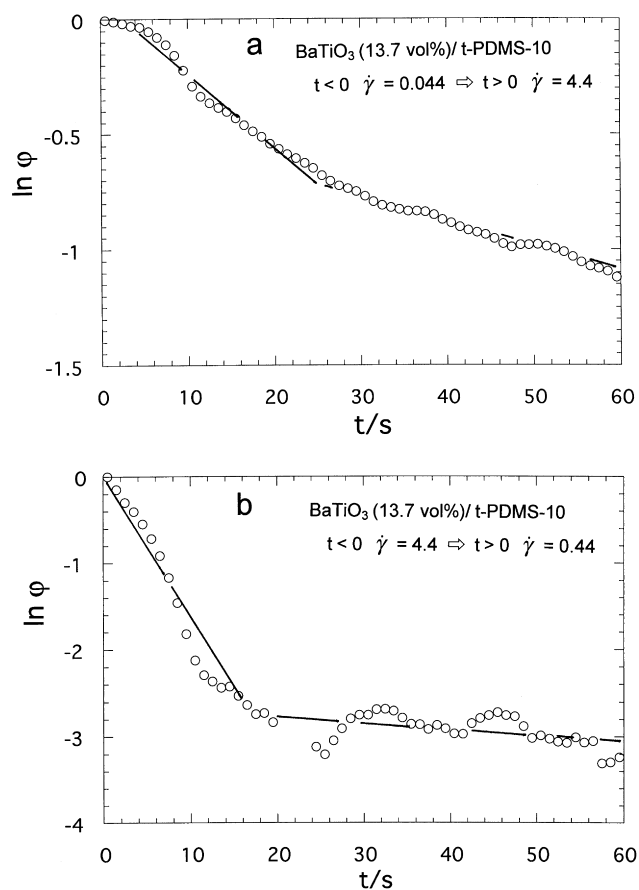 0
-0.5
-1
-1.5
ln φ
a
BaTiO3 (13.7 vol%)/ t-PDMS-10
t < 0 γ̇ = 0.044 ⇨ t > 0 γ̇ = 4.4
0 10 20 30 40 50 60
t/s
0
-1
-2
-3
-4
ln φ
b
BaTiO3 (13.7 vol%)/ t-PDMS-10
t < 0 γ̇ = 4.4 ⇨ t > 0 γ̇ = 0.44
0 10 20 30 40 50 60
t/s